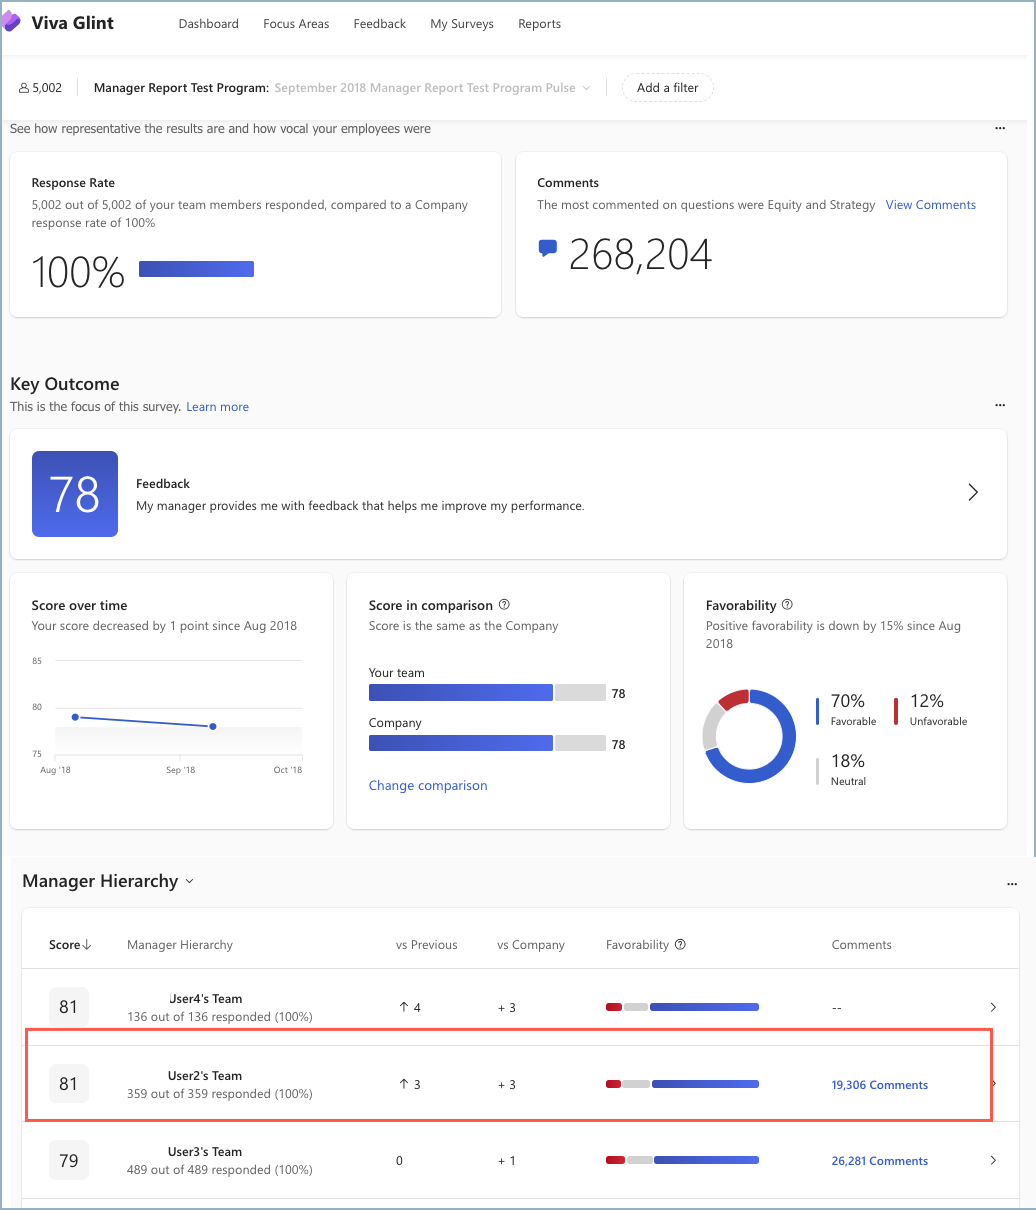 Viva Glint
Dashboard Focus Areas Feedback My Surveys Reports
5,002 Manager Report Test Program: September 2018 Manager Report Test Program Pulse Add a filter
See how representative the results are and how vocal your employees were
Response Rate
5,002 out of 5,002 of your team members responded, compared to a Company
response rate of 100%
100%
Comments
The most commented on questions were Equity and Strategy View Comments
268,204
Key Outcome
This is the focus of this survey. Learn more
78
Feedback
My manager provides me with feedback that helps me improve my performance.
Score over time
Your score decreased by 1 point since Aug 2018
85
80
75
Aug '18 Sep '18 Oct '18
Score in comparison
Score is the same as the Company
Your team
78
Company
78
Change comparison
Favorability
Positive favorability is down by 15% since Aug
2018
70%
Favorable
12%
Unfavorable
18%
Neutral
Manager Hierarchy
Score Manager Hierarchy vs Previous vs Company Favorability Comments
81 User4's Team
136 out of 136 responded (100%)
4 + 3 --
81 User2's Team
359 out of 359 responded (100%)
3 + 3 19,306 Comments
79 User3's Team
489 out of 489 responded (100%)
0 + 1 26,281 Comments